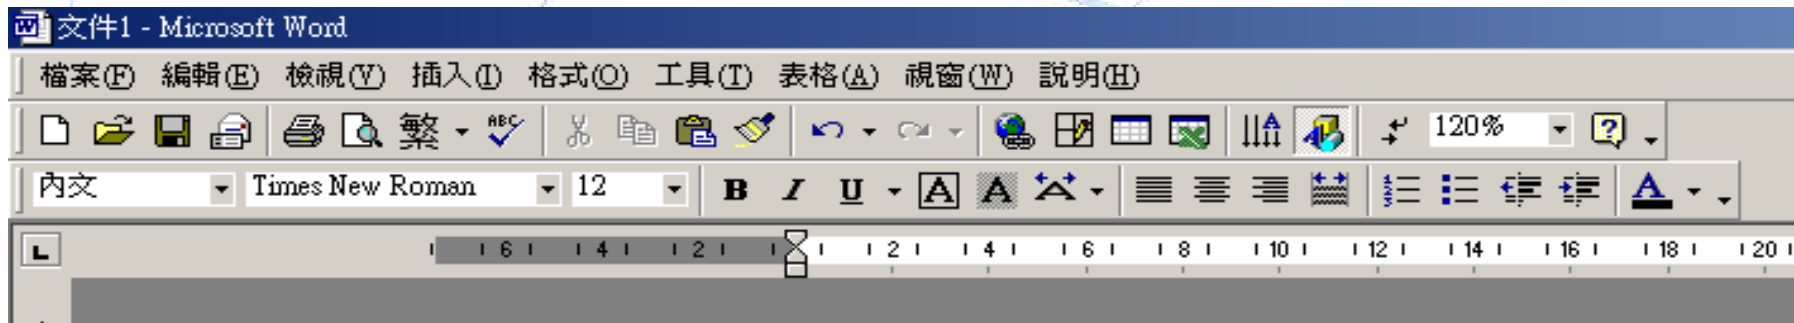 文件1 - Microsoft Word
檔案(F) 編輯(E) 檢視(V) 插入(I) 格式(O) 工具(T) 表格(A) 視窗(W) 說明(H)
繁 ABC 120%
內文 Times New Roman 12 B I U A A A
L 6 4 2 2 4 6 8 10 12 14 16 18 20